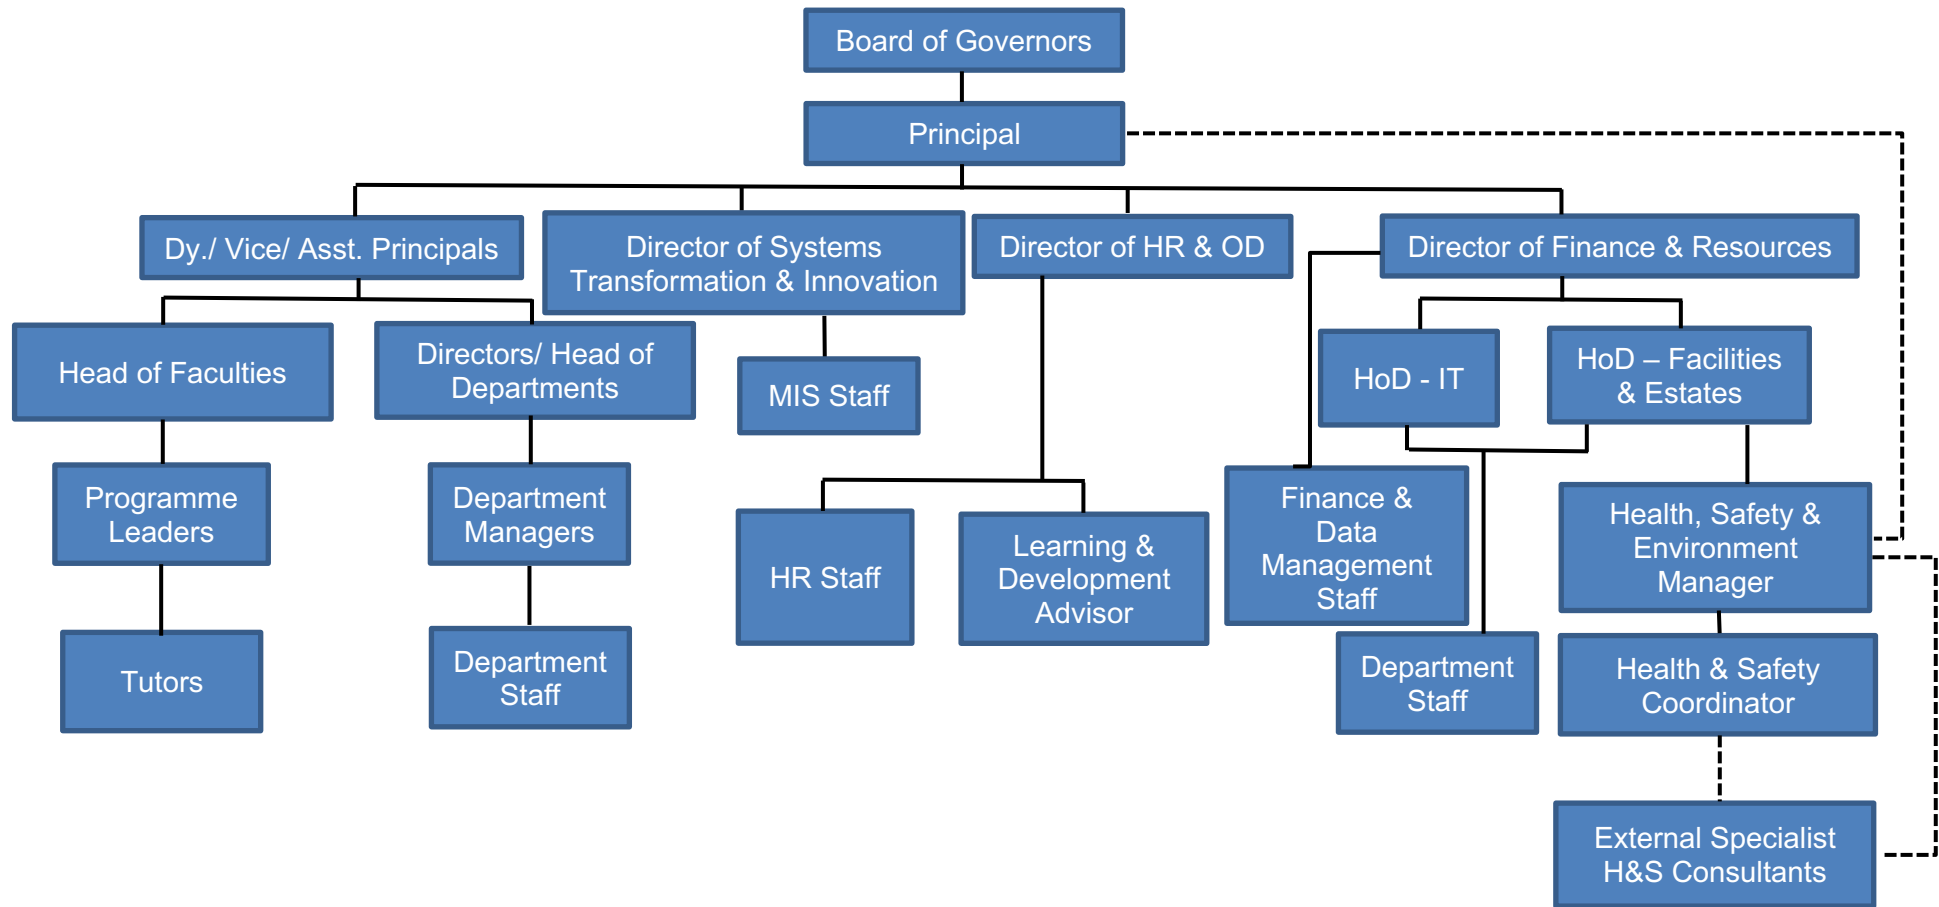 Board of Governors
Principal
Dy./ Vice/ Asst. Principals
Director of Systems
Transformation & Innovation
Director of HR & OD
Director of Finance & Resources
Head of Faculties
Directors/ Head of
Departments
MIS Staff
HoD - IT
HoD – Facilities
& Estates
Programme
Leaders
Department
Managers
HR Staff
Learning &
Development
Advisor
Finance &
Data
Management
Staff
Health, Safety &
Environment
Manager
Tutors
Department
Staff
Department
Staff
Health & Safety
Coordinator
External Specialist
H&S Consultants